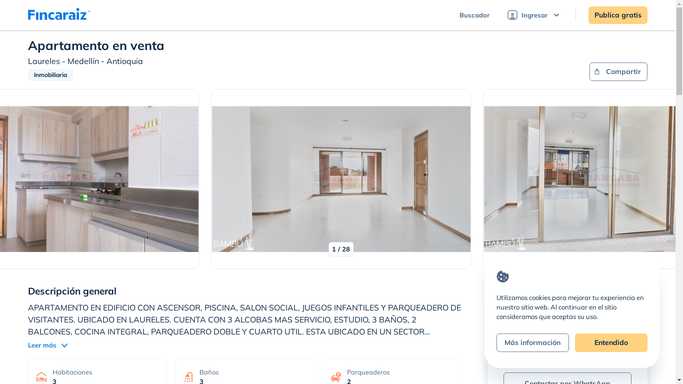 Fincaraiz
Buscador
Ingresar
Publica gratis
Apartamento en venta
Laureles - Medellín - Antioquia
Inmobiliaria
Compartir
1 / 28
Descripción general
APARTAMENTO EN EDIFICIO CON ASCENSOR, PISCINA, SALON SOCIAL, JUEGOS INFANTILES Y PARQUEADERO DE
VISITANTES. UBICADO EN LAURELES. CUENTA CON 3 ALCOBAS MAS SERVICIO, ESTUDIO, 3 BAÑOS, 2
BALCONES, COCINA INTEGRAL, PARQUEADERO DOBLE Y CUARTO UTIL. ESTA UBICADO EN UN SECTOR...
Leer más
Habitaciones
3
Baños
3
Parqueaderos
2
Utilizamos cookies para mejorar tu experiencia en
nuestro sitio web. Al continuar en el sitio
consideramos que aceptas su uso.
Más información
Entendido
Contactar por WhatsApp